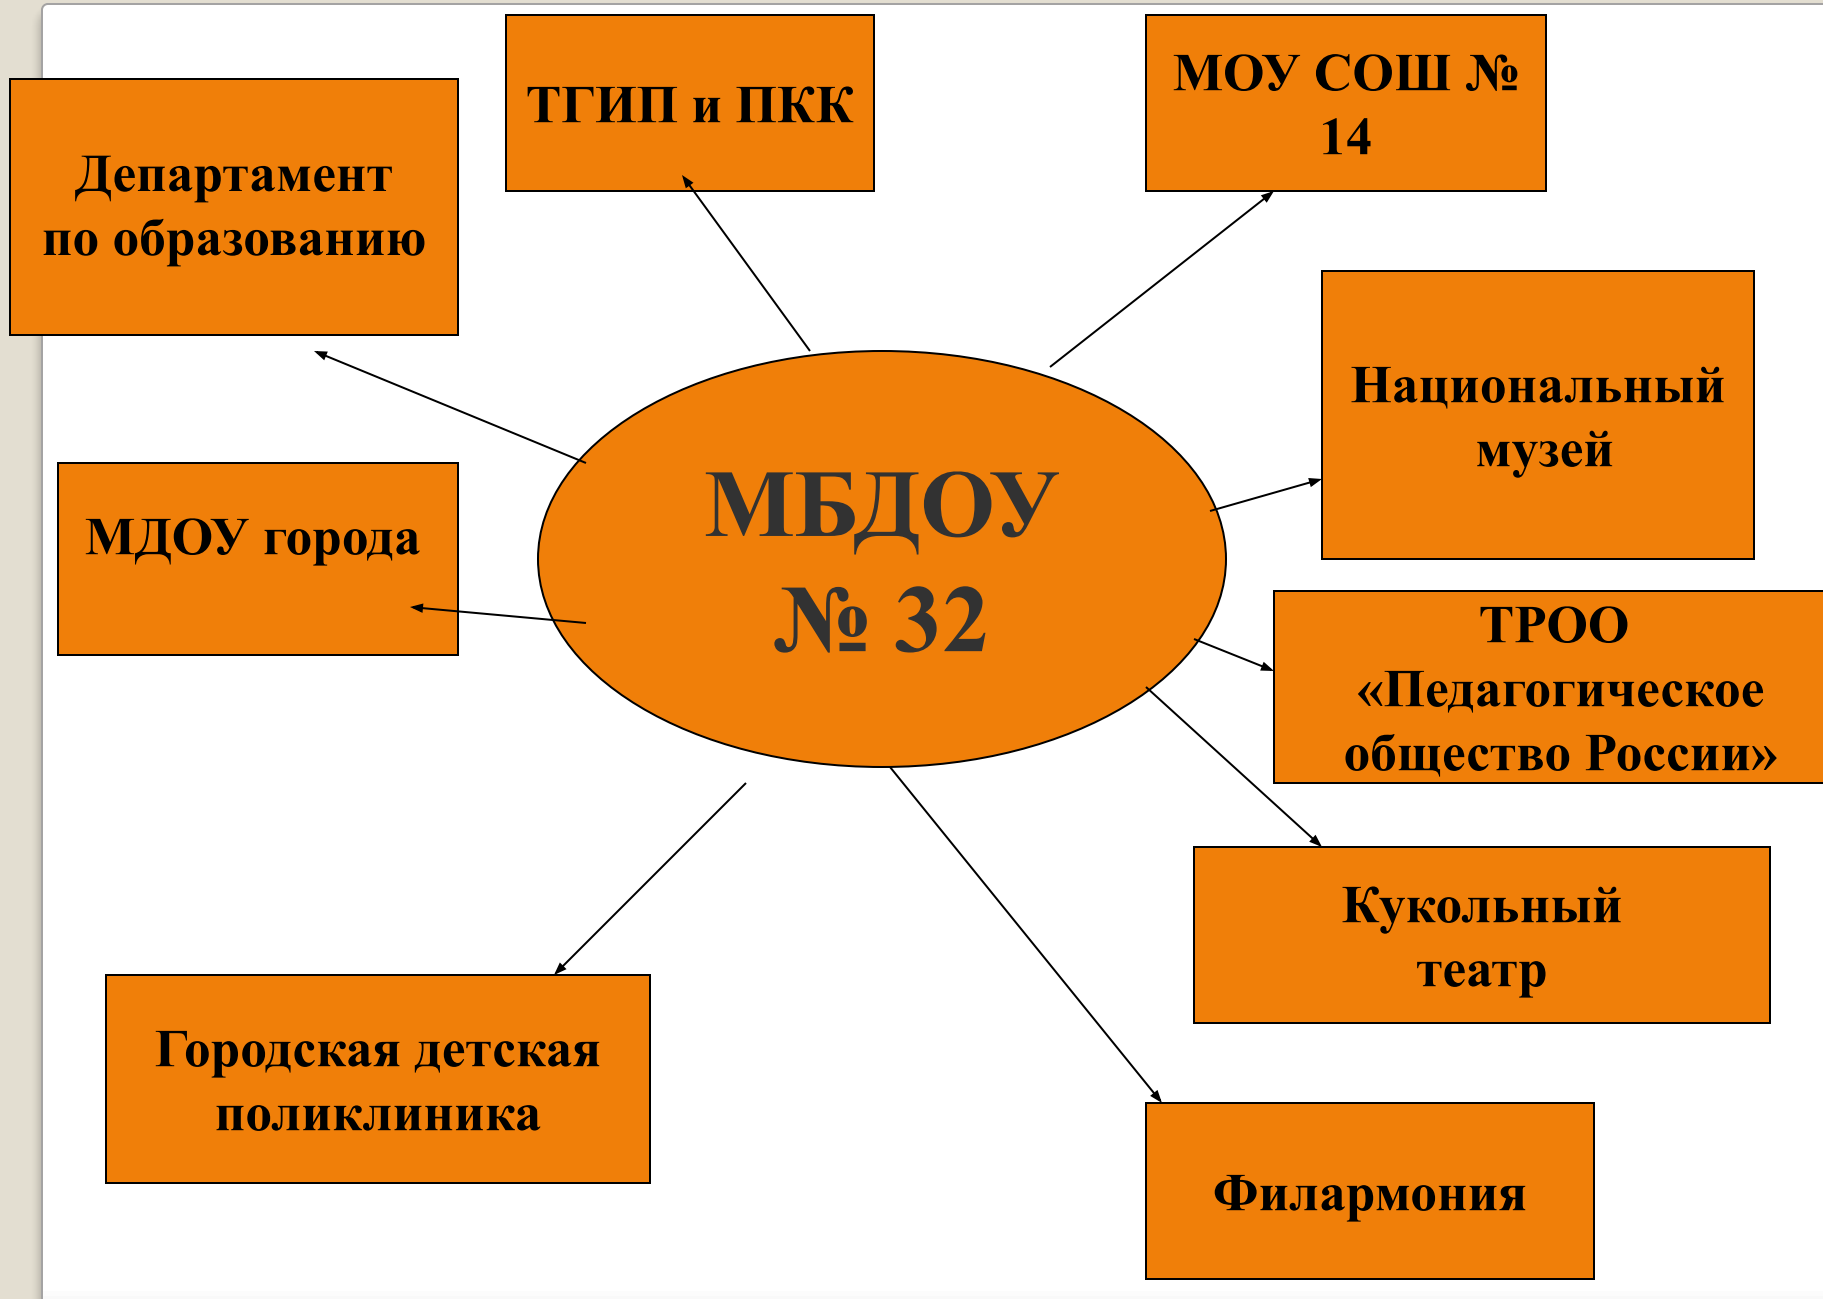 ТГИП и ПКК
МОУ СОШ №
14
Департамент
по образованию
Национальный
музей
МДОУ города
МБДОУ
№ 32
ТРОО
«Педагогическое
общество России»
Кукольный
театр
Городская детская
поликлиника
Филармония